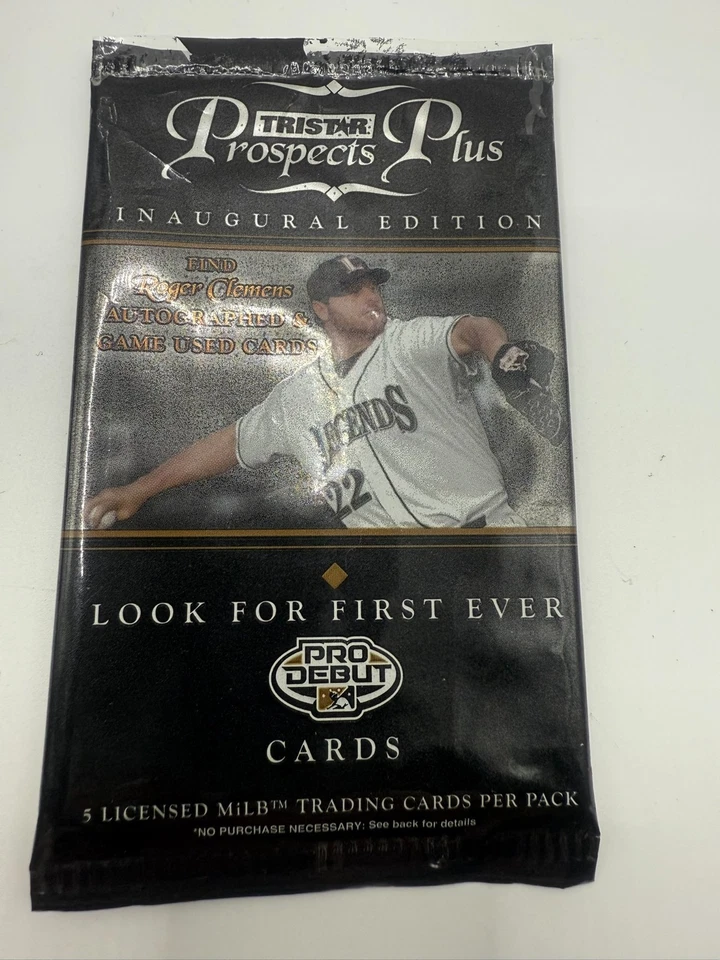 TRISTAR
Prospects Plus
INAUGURAL EDITION
FIND
Roger Clemens
AUTOGRAPHED &
GAME USED CARDS
LEGENDS
22
LOOK FOR FIRST EVER
PRO
DEBUT
CARDS
5 LICENSED MiLB™ TRADING CARDS PER PACK
*NO PURCHASE NECESSARY: See back for details